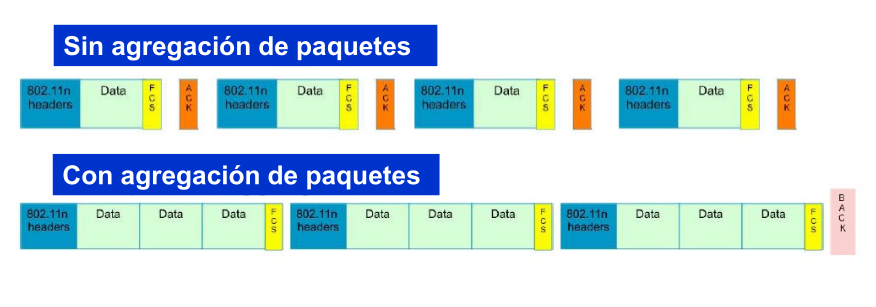 Sin agregación de paquetes
802.11n
headers
Data
FCS
ACK
802.11n
headers
Data
FCS
ACK
802.11n
headers
Data
FCS
ACK
802.11n
headers
Data
FCS
ACK
Con agregación de paquetes
802.11n
headers
Data
Data
Data
FCS
802.11n
headers
Data
Data
Data
FCS
802.11n
headers
Data
Data
Data
FCS
BACK